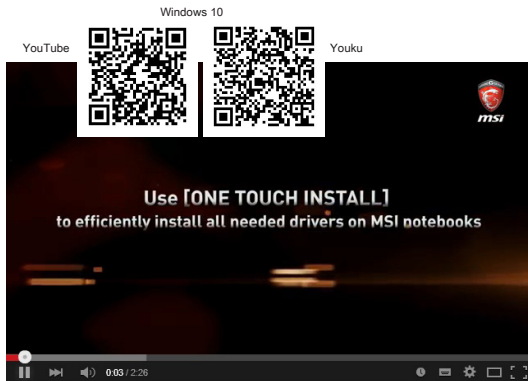 Windows 10
YouTube
Youku
msi
Use [ONE TOUCH INSTALL]
to efficiently install all needed drivers on MSI notebooks
0:03 / 2:26